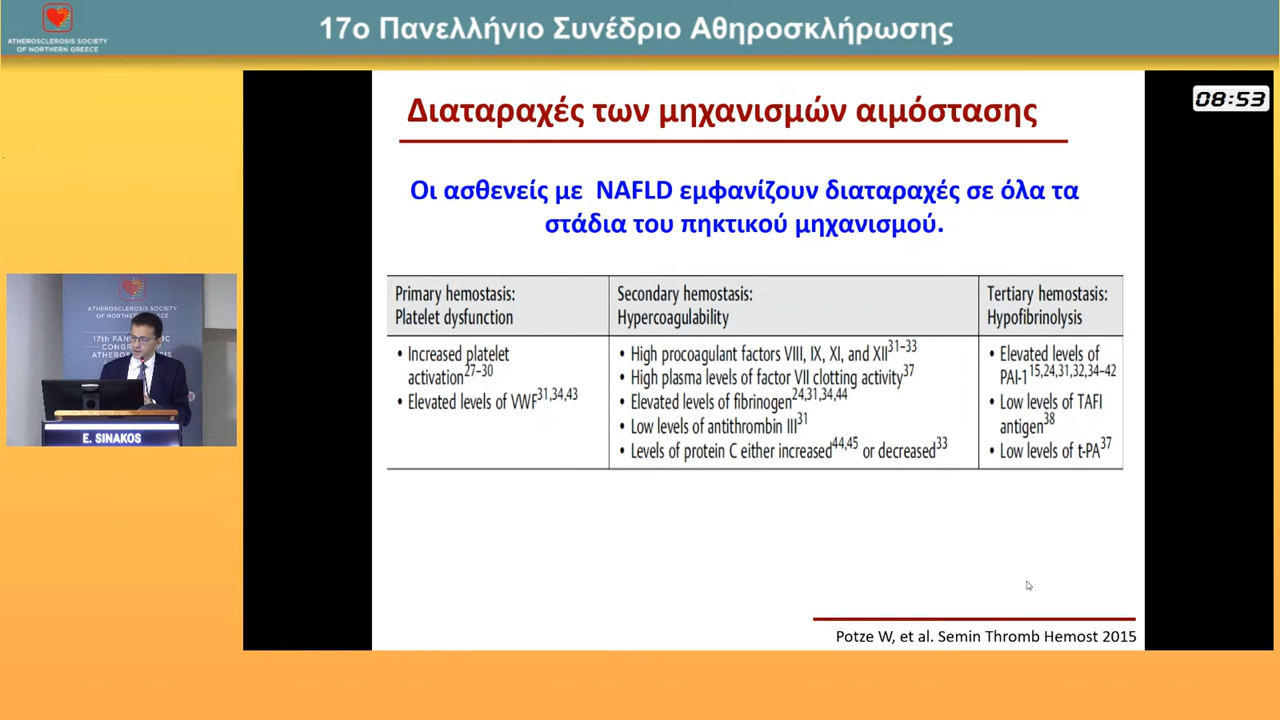 ATHEROSCLEROSIS SOCIETY
OF NORTHERN GREECE
17ο Πανελλήνιο Συνέδριο Αθηροσκλήρωσης
08:53
Διαταραχές των μηχανισμών αιμόστασης
Οι ασθενείς με NAFLD εμφανίζουν διαταραχές σε όλα τα
στάδια του πηκτικού μηχανισμού.
Primary hemostasis:
Platelet dysfunction
• Increased platelet
activation27–30
• Elevated levels of VWF31,34,43
Secondary hemostasis:
Hypercoagulability
• High procoagulant factors VIII, IX, XI, and XII31–33
• High plasma levels of factor VII clotting activity37
• Elevated levels of fibrinogen24,31,34,44
• Low levels of antithrombin III31
• Levels of protein C either increased44,45 or decreased33
Tertiary hemostasis:
Hypofibrinolysis
• Elevated levels of
PAI-115,24,31,32,34–42
• Low levels of TAFI
antigen38
• Low levels of t-PA37
Potze W, et al. Semin Thromb Hemost 2015
ATHEROSCLEROSIS SOCIETY
OF NORTHERN
17th
E. SINAKOS